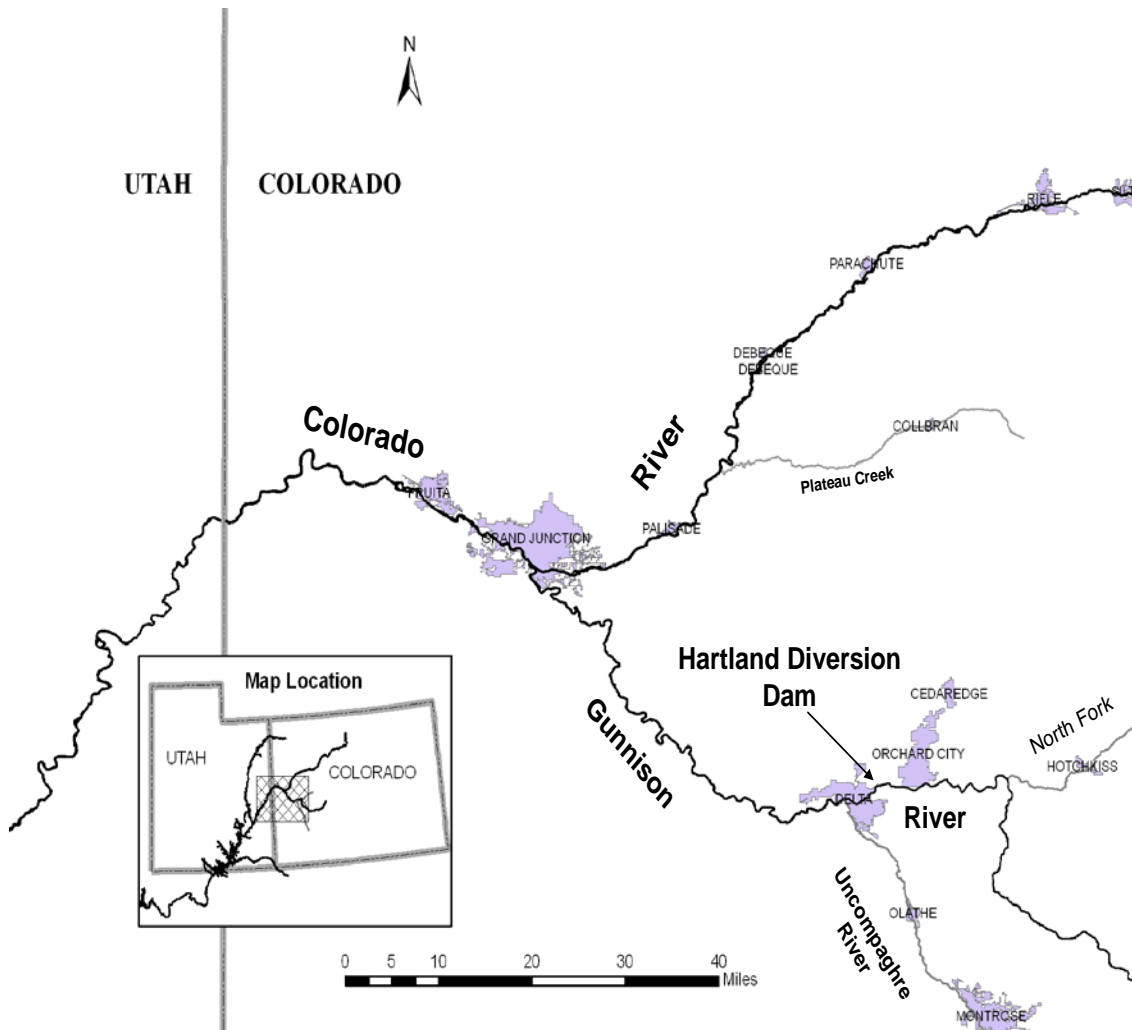 N
UTAH
COLORADO
RIFLE
PARACHUTE
DEBEQUE
DEBEQUE
Colorado
River
COLLBRAN
Plateau Creek
FRUITA
GRAND JUNCTION
PALISADE
Hartland Diversion
Dam
CEDAREDGE
Gunnison
ORCHARD CITY
North Fork
HOTCHKISS
DELTA
River
Uncompaghre
River
OLATHE
MONTROSE
Map Location
UTAH
COLORADO
0 5 10 20 30 40
Miles